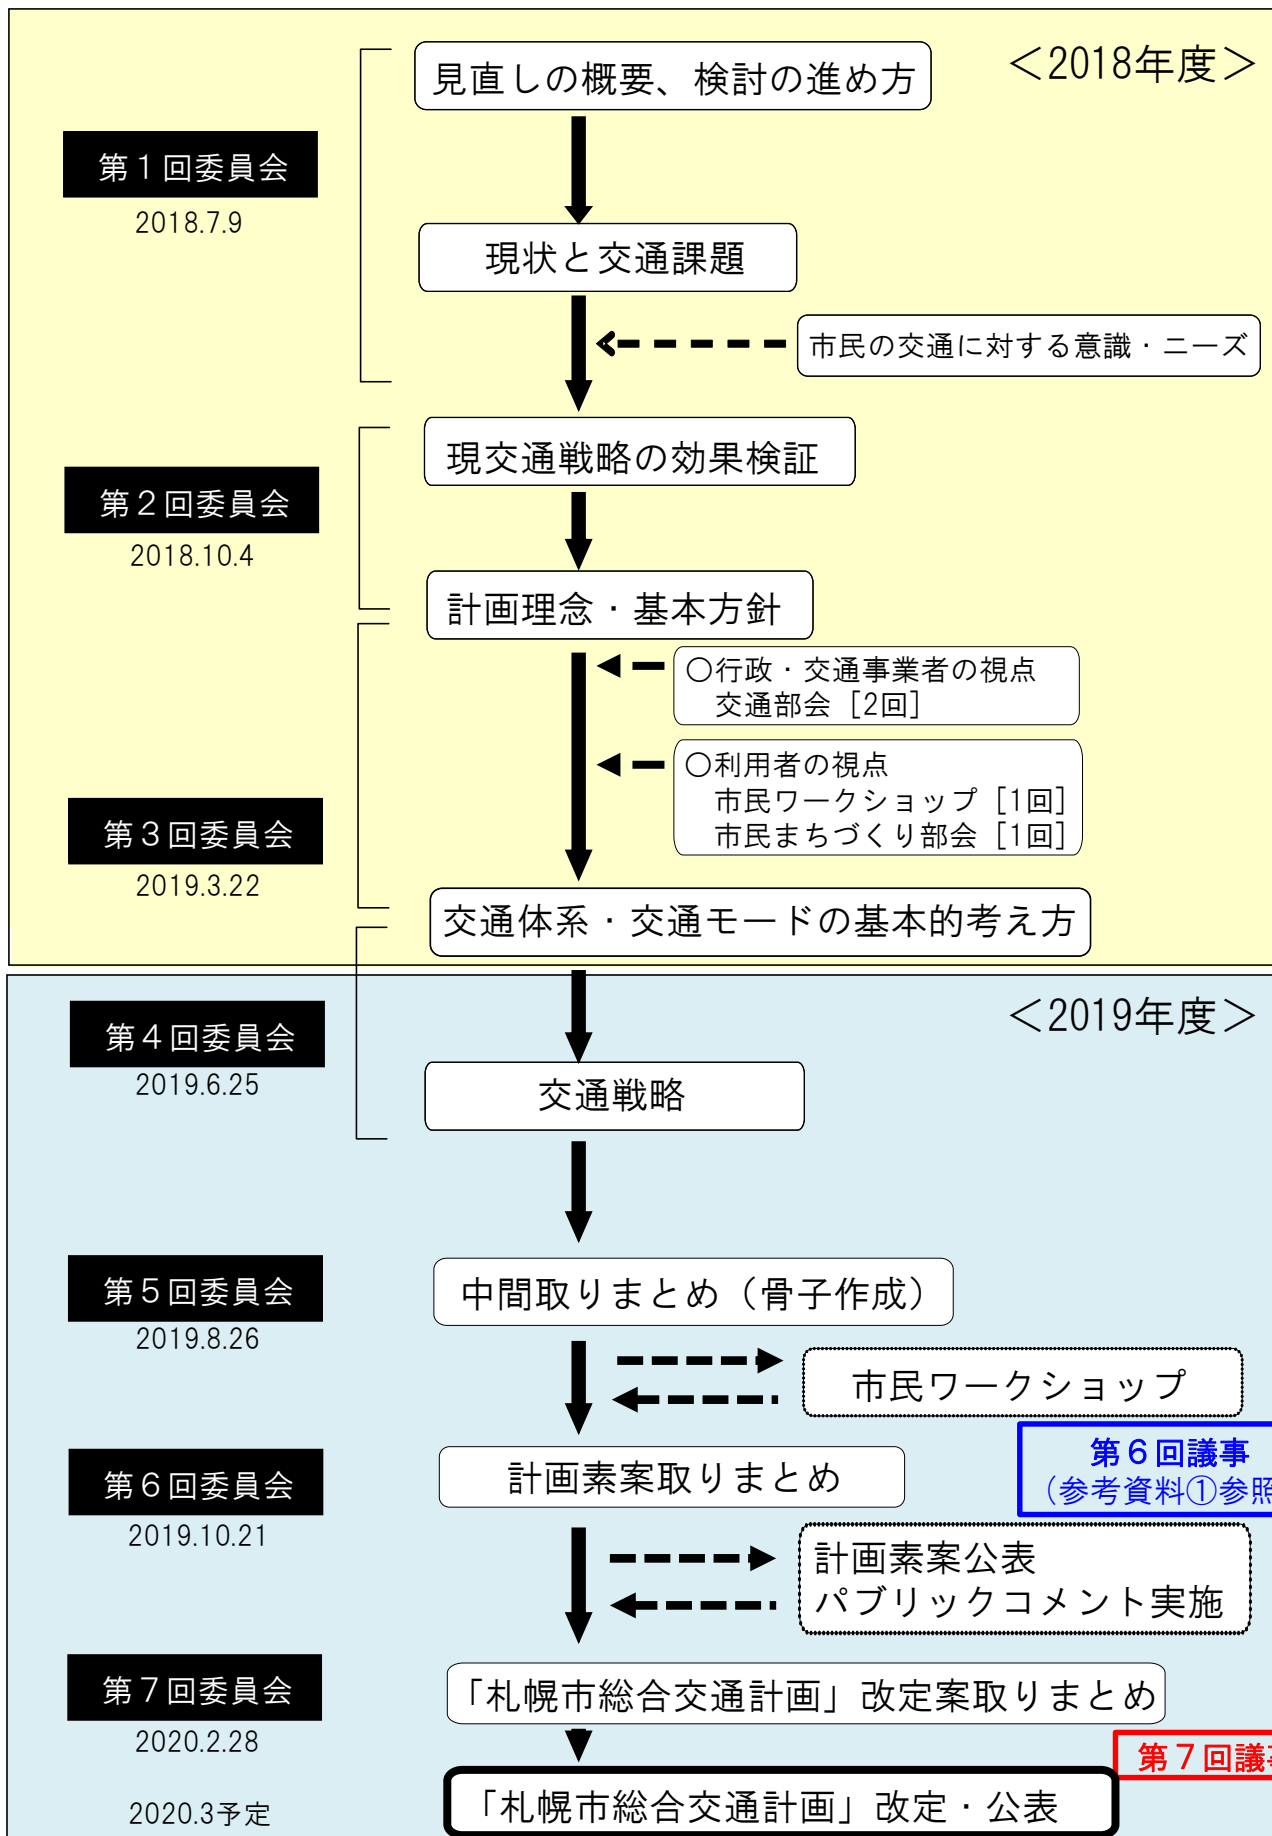 ＜2018年度＞
見直しの概要、検討の進め方
第１回委員会
2018.7.9
現状と交通課題
市民の交通に対する意識・ニーズ
現交通戦略の効果検証
第２回委員会
2018.10.4
計画理念・基本方針
○行政・交通事業者の視点
交通部会［2回］
○利用者の視点
市民ワークショップ［1回］
市民まちづくり部会［1回］
第３回委員会
2019.3.22
交通体系・交通モードの基本的考え方
＜2019年度＞
第４回委員会
2019.6.25
交通戦略
第５回委員会
2019.8.26
中間取りまとめ（骨子作成）
市民ワークショップ
第６回議事
（参考資料①参照
第６回委員会
2019.10.21
計画素案取りまとめ
計画素案公表
パブリックコメント実施
第７回委員会
2020.2.28
「札幌市総合交通計画」改定案取りまとめ
第７回議
2020.3予定
「札幌市総合交通計画」改定・公表